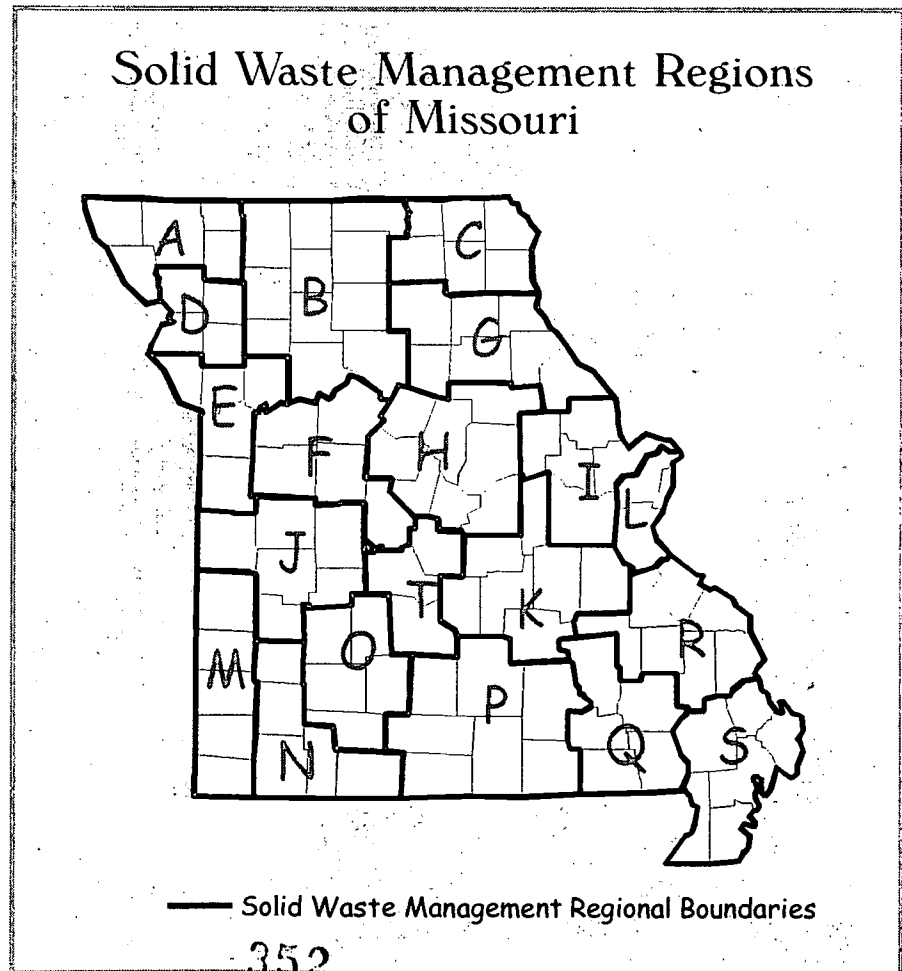 Solid Waste Management Regions
of Missouri
A
C
B
D
G
E
F
H
I
L
J
T
K
M
O
R
P
N
Q
S
Solid Waste Management Regional Boundaries
352